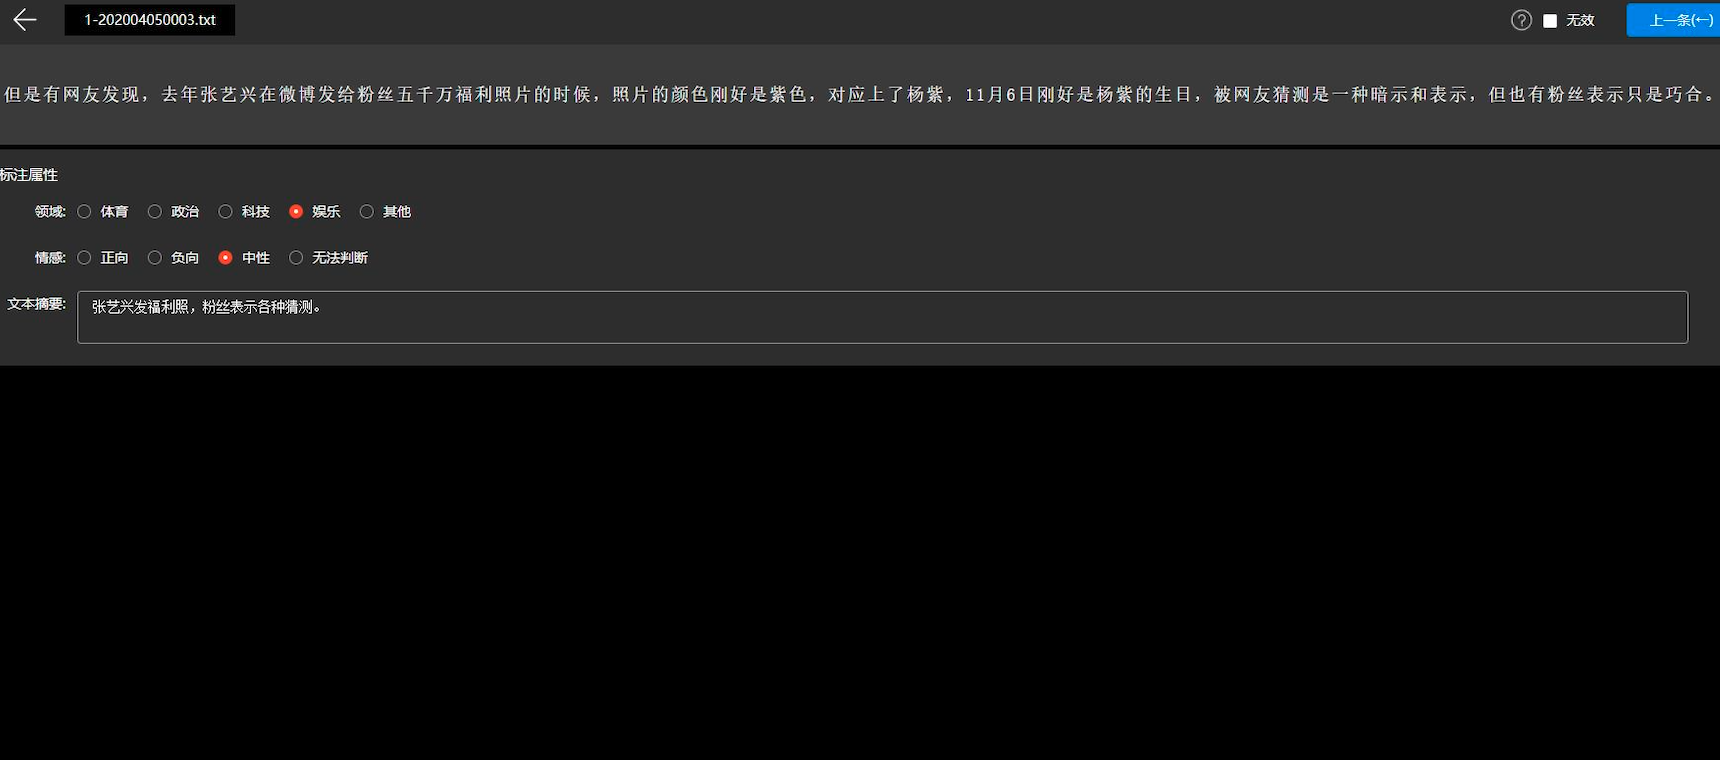 1-202004050003.txt
无效
上一条(←)
但是有网友发现，去年张艺兴在微博发给粉丝五千万福利照片的时候，照片的颜色刚好是紫色，对应上了杨紫，11月6日刚好是杨紫的生日，被网友猜测是一种暗示和表示，但也有粉丝表示只是巧合。
标注属性
领域: 体育 政治 科技 娱乐 其他
情感: 正向 负向 中性 无法判断
文本摘要: 张艺兴发福利照，粉丝表示各种猜测。